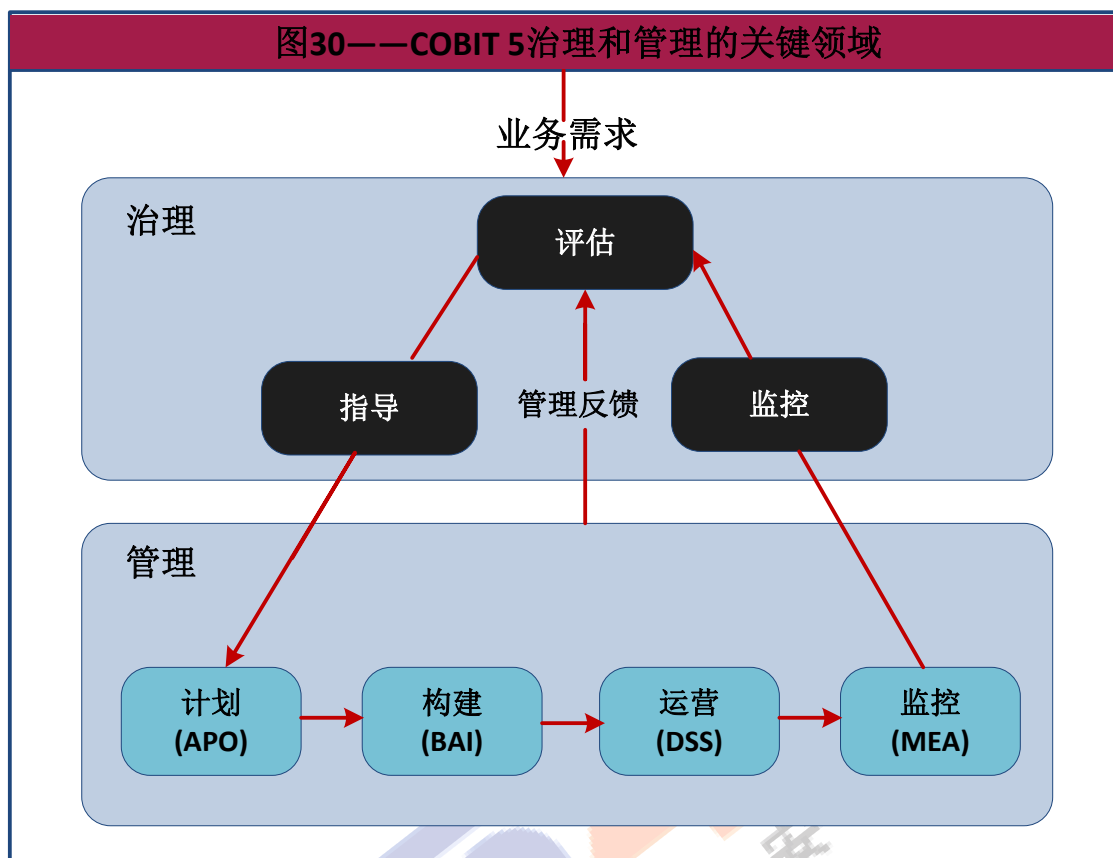 图30——COBIT 5治理和管理的关键领域
业务需求
治理
评估
指导
管理反馈
监控
管理
计划
(APO)
构建
(BAI)
运营
(DSS)
监控
(MEA)